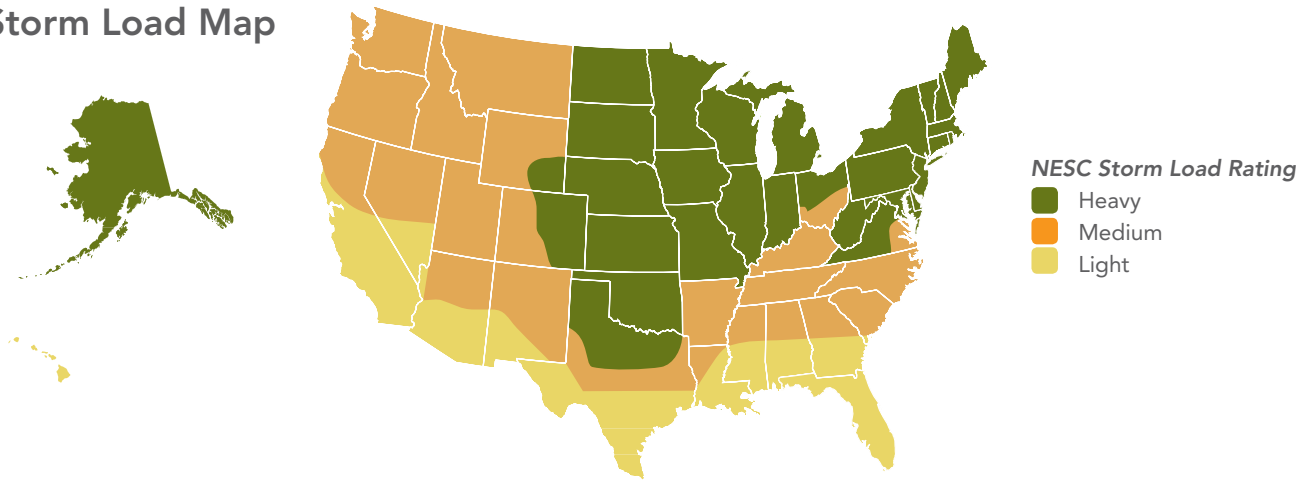 Storm Load Map
NESC Storm Load Rating
Heavy
Medium
Light